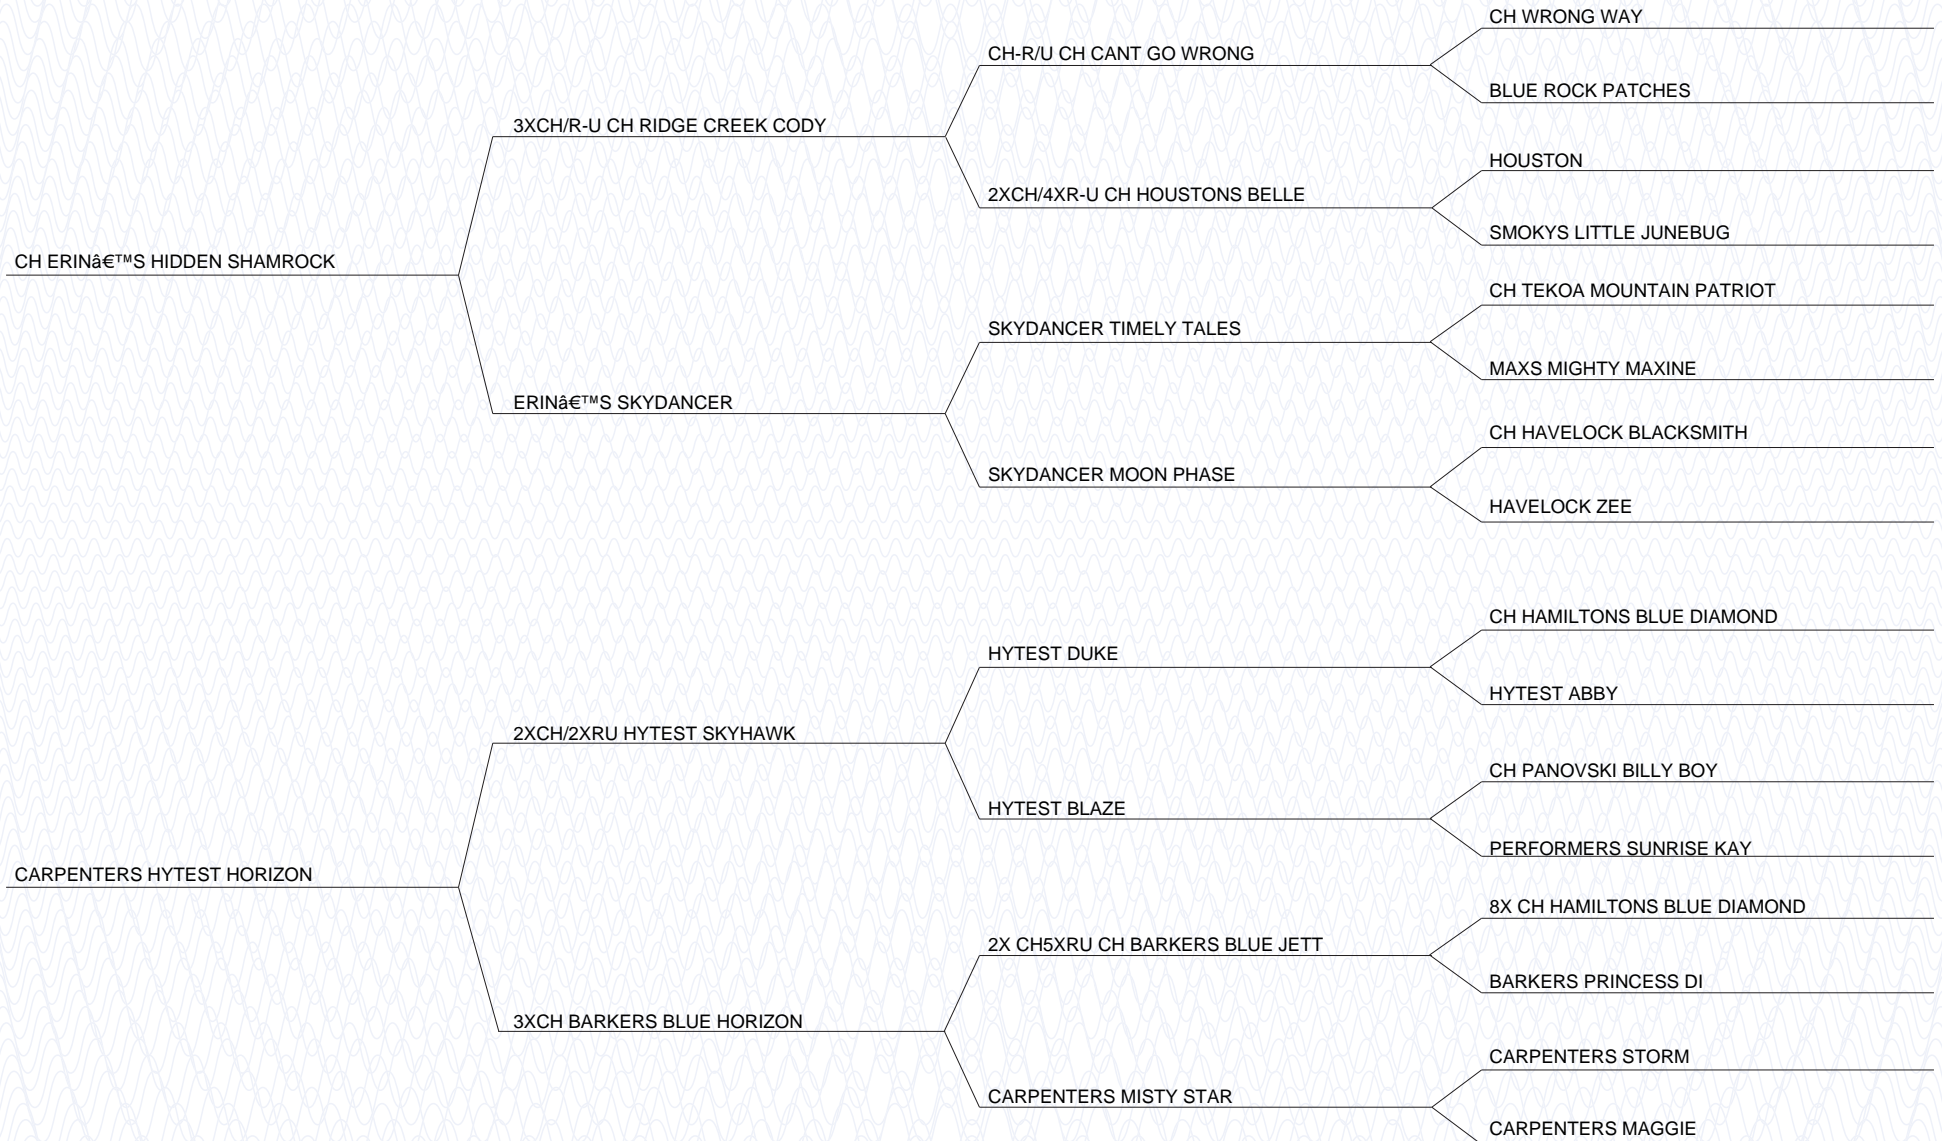 CH WRONG WAY
CH-R/U CH CANT GO WRONG
BLUE ROCK PATCHES
3XCH/R-U CH RIDGE CREEK CODY
HOUSTON
2XCH/4XR-U CH HOUSTONS BELLE
SMOKYS LITTLE JUNEBUG
CH ERINâ€™S HIDDEN SHAMROCK
CH TEKOA MOUNTAIN PATRIOT
SKYDANCER TIMELY TALES
MAXS MIGHTY MAXINE
ERINâ€™S SKYDANCER
CH HAVELOCK BLACKSMITH
SKYDANCER MOON PHASE
HAVELOCK ZEE
CH HAMILTONS BLUE DIAMOND
HYTEST DUKE
HYTEST ABBY
2XCH/2XRU HYTEST SKYHAWK
CH PANOVSKI BILLY BOY
HYTEST BLAZE
PERFORMERS SUNRISE KAY
CARPENTERS HYTEST HORIZON
8X CH HAMILTONS BLUE DIAMOND
2X CH5XRU CH BARKERS BLUE JETT
BARKERS PRINCESS DI
3XCH BARKERS BLUE HORIZON
CARPENTERS STORM
CARPENTERS MISTY STAR
CARPENTERS MAGGIE